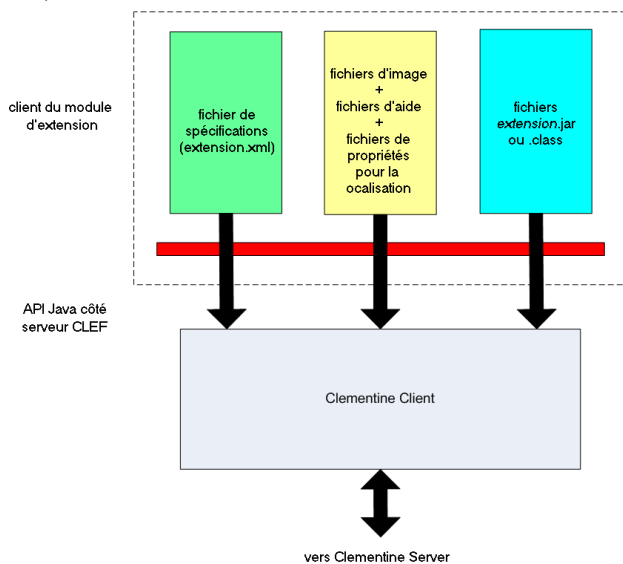 client du module
d'extension
fichier de
spécifications
(extension.xml)
fichiers d'image
+
fichiers d'aide
+
fichiers de
propriétés
pour la
ocalisation
fichiers
extension.jar
ou .class
API Java côté
serveur CLEF
Clementine Client
vers Clementine Server